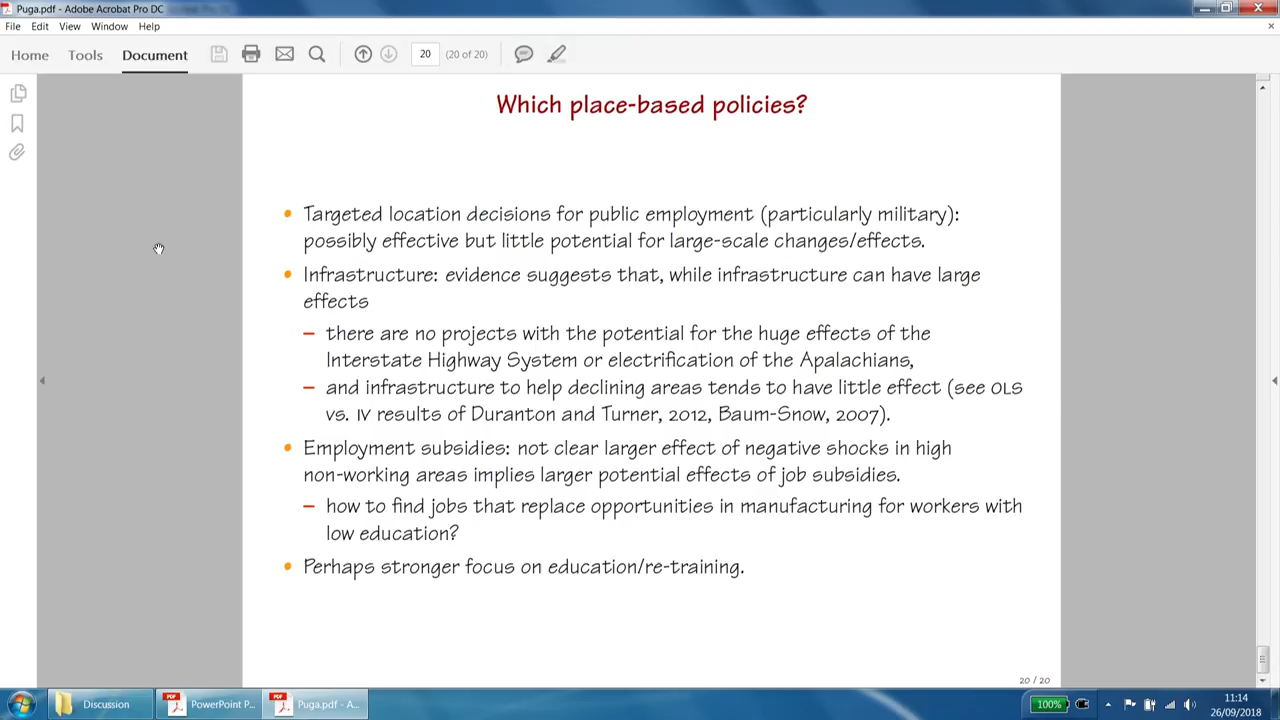 Puga.pdf - Adobe Acrobat Pro DC
File Edit View Window Help
Home Tools Document 20 (20 of 20)
Which place-based policies?
• Targeted location decisions for public employment (particularly military):
possibly effective but little potential for large-scale changes/effects.
• Infrastructure: evidence suggests that, while infrastructure can have large
effects
– there are no projects with the potential for the huge effects of the
Interstate Highway System or electrification of the Apalachians,
– and infrastructure to help declining areas tends to have little effect (see OLS
vs. IV results of Duranton and Turner, 2012, Baum-Snow, 2007).
• Employment subsidies: not clear larger effect of negative shocks in high
non-working areas implies larger potential effects of job subsidies.
– how to find jobs that replace opportunities in manufacturing for workers with
low education?
• Perhaps stronger focus on education/re-training.
20 / 20
Discussion PowerPoint P... Puga.pdf - A... 100% 11:14
26/09/2018